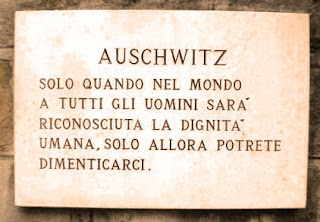 AUSCHWITZ
SOLO QUANDO NEL MONDO
A TUTTI GLI UOMINI SARA´
RICONOSCIUTA LA DIGNITA´
UMANA, SOLO ALLORA POTRETE
DIMENTICARCI.